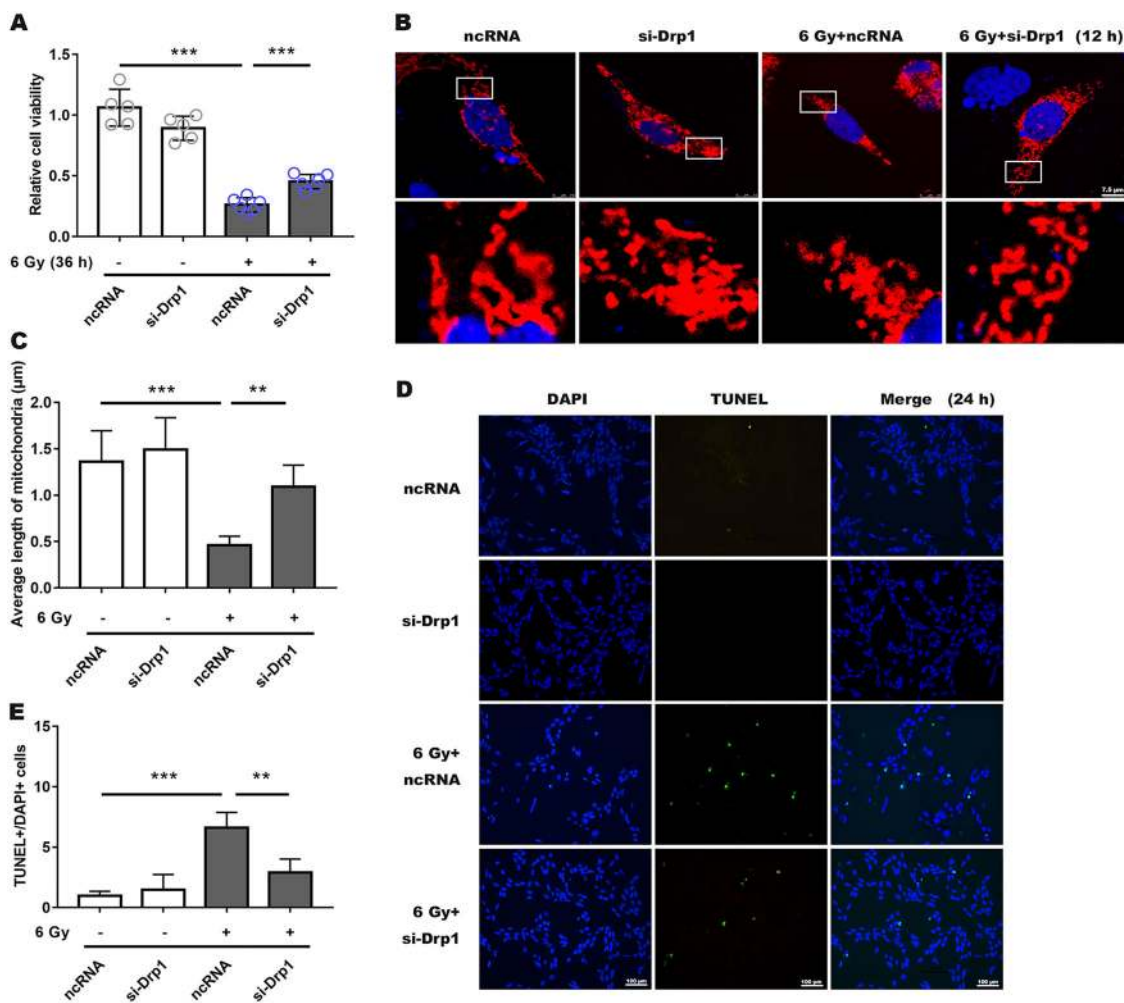 A
Relative cell viability
1.5
1.0
0.5
0.0
***
***
6 Gy (36 h)
-
-
+
+
ncRNA
si-Drp1
ncRNA
si-Drp1
B
ncRNA
si-Drp1
6 Gy+ncRNA
6 Gy+si-Drp1 (12 h)
7.5 µm
C
Average length of mitochondria (µm)
2.0
1.5
1.0
0.5
0.0
***
**
6 Gy
-
-
+
+
ncRNA
si-Drp1
ncRNA
si-Drp1
D
DAPI
TUNEL
Merge (24 h)
ncRNA
si-Drp1
6 Gy+
ncRNA
6 Gy+
si-Drp1
100 µm
100 µm
E
TUNEL+/DAPI+ cells
15
10
5
0
***
**
6 Gy
-
-
+
+
ncRNA
si-Drp1
ncRNA
si-Drp1